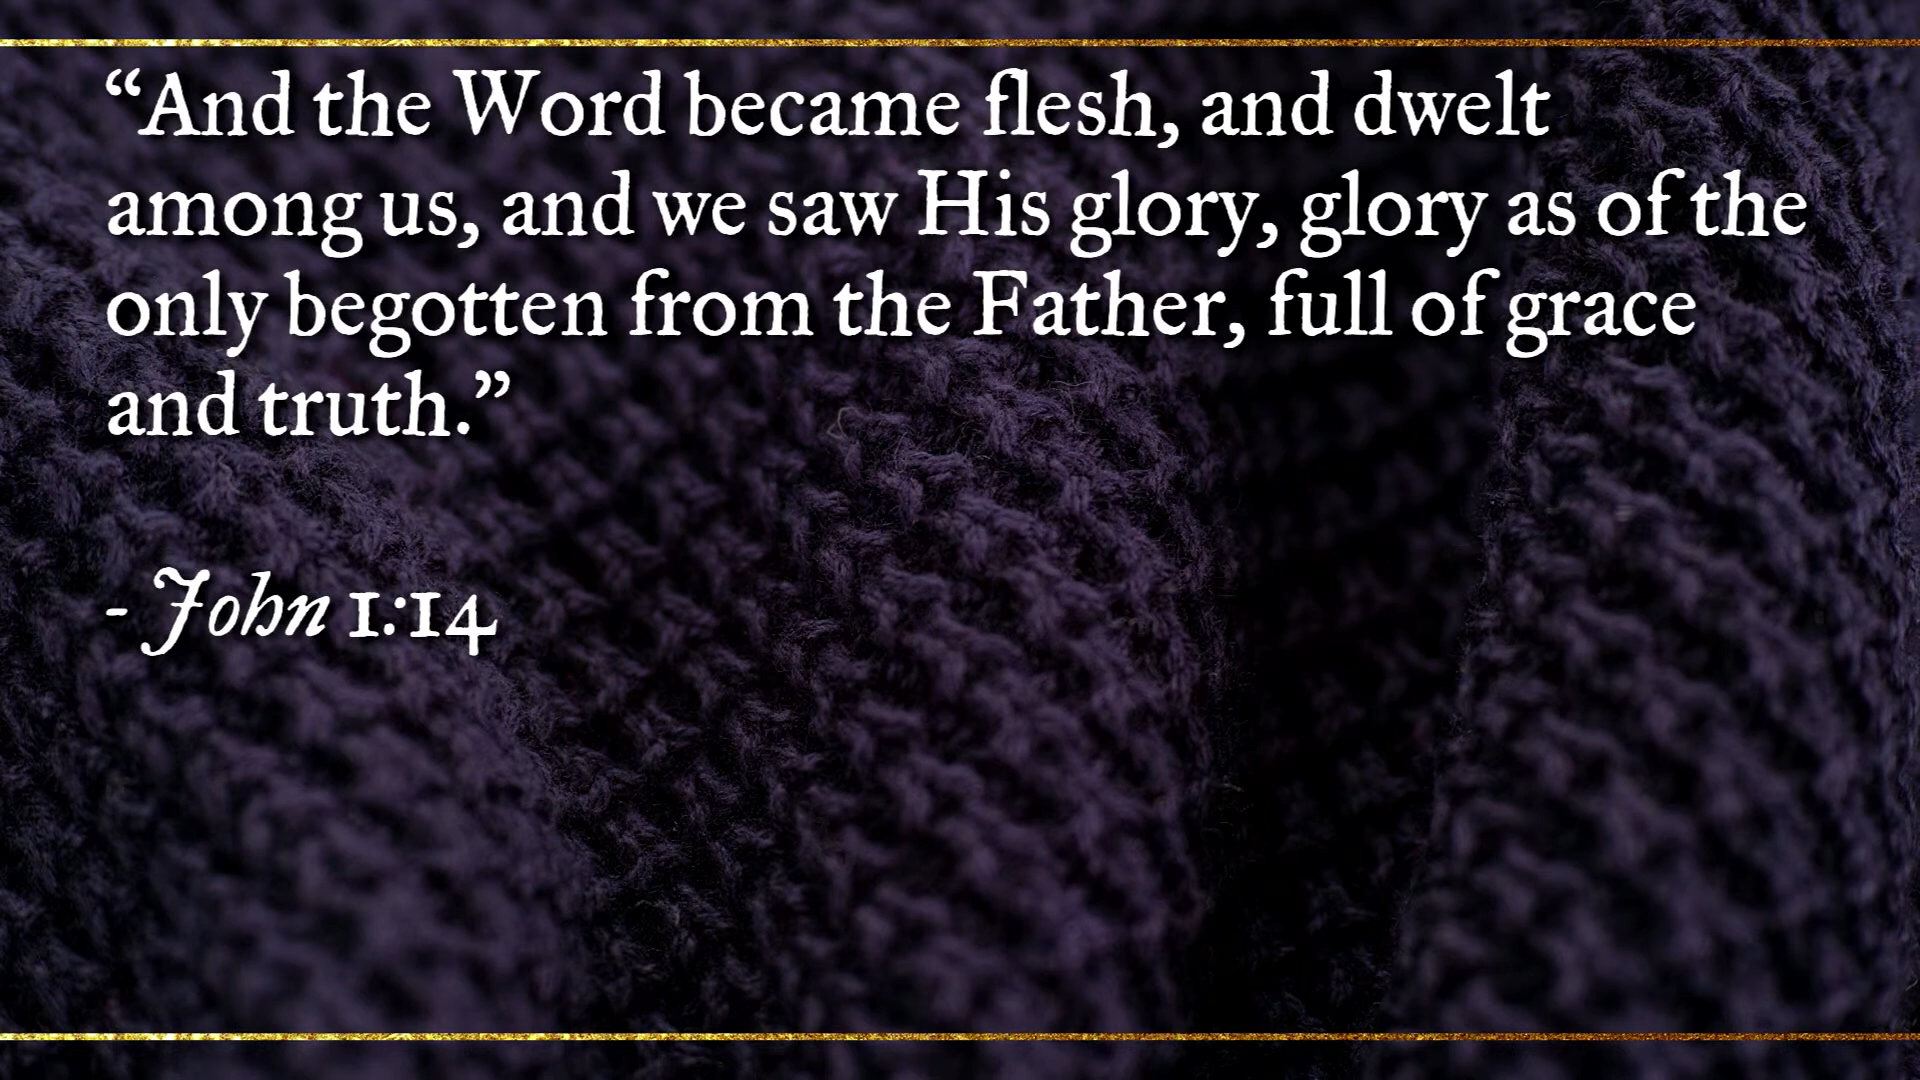 “And the Word became flesh, and dwelt
among us, and we saw His glory, glory as of the
only begotten from the Father, full of grace
and truth.”
- John 1:14